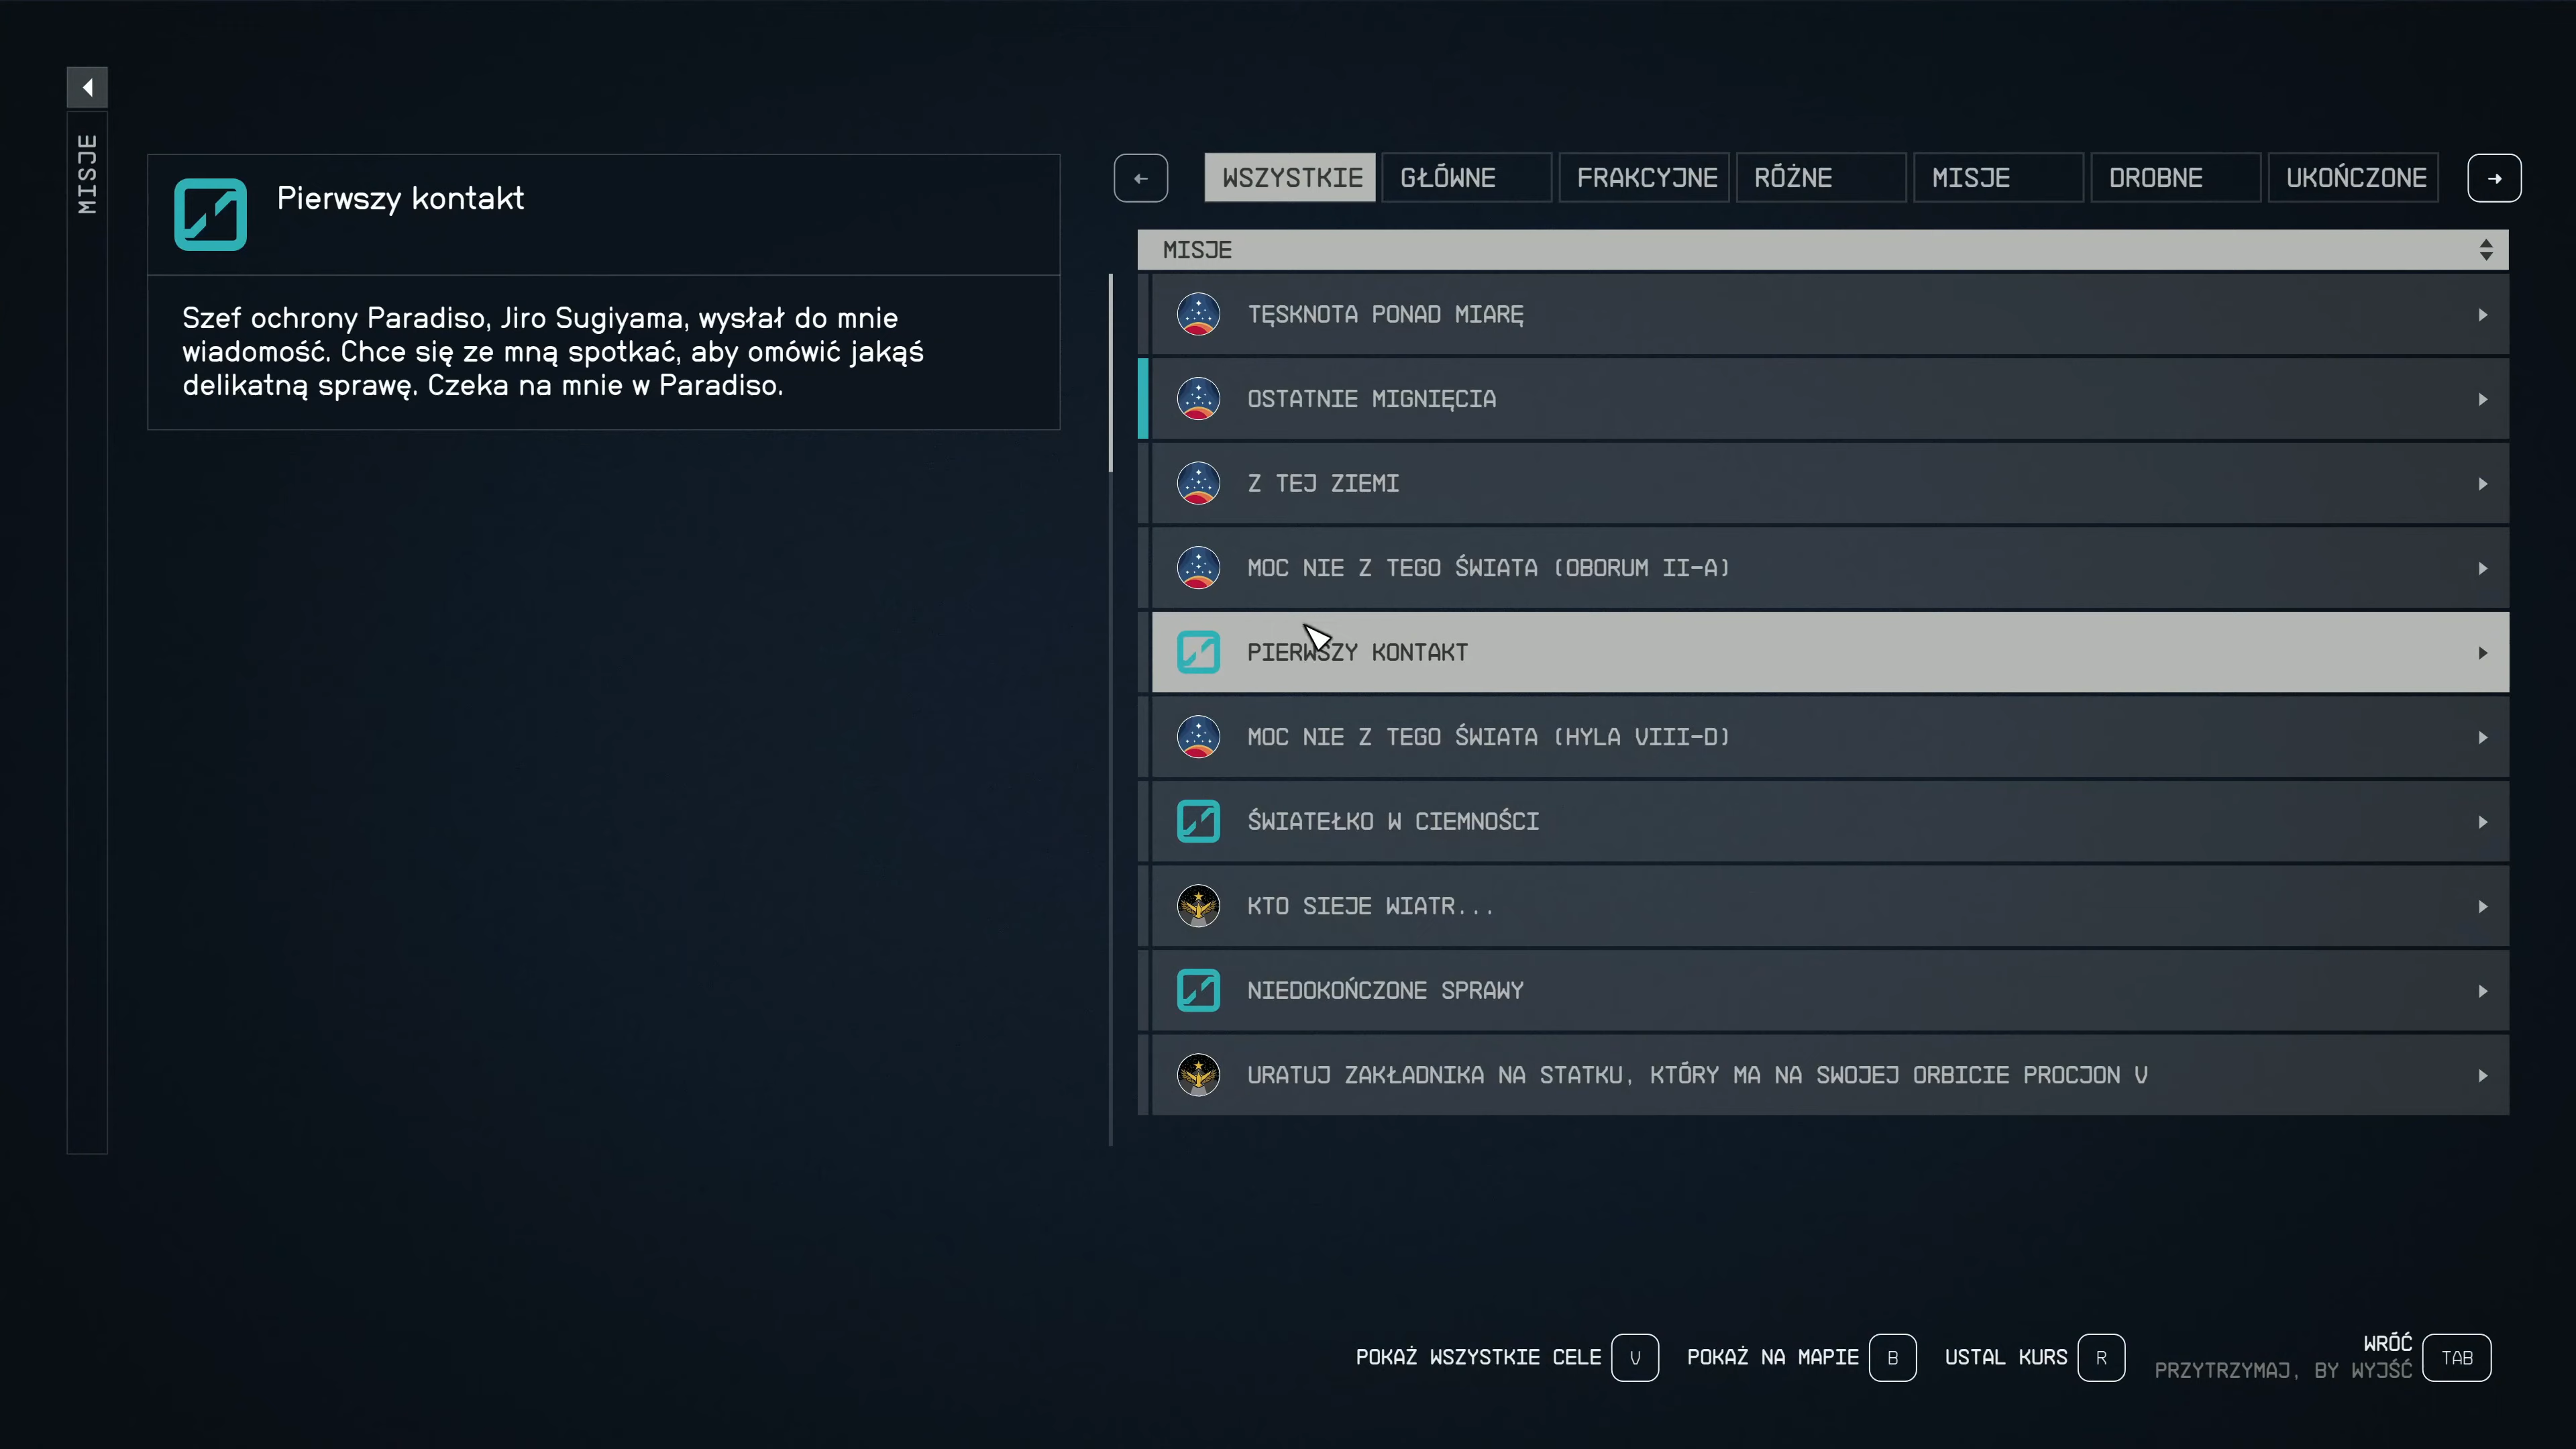 MISJE
Pierwszy kontakt
Szef ochrony Paradiso, Jiro Sugiyama, wysłał do mnie
wiadomość. Chce się ze mną spotkać, aby omówić jakąś
delikatną sprawę. Czeka na mnie w Paradiso.
WSZYSTKIE
GŁÓWNE
FRAKCYJNE
RÓŻNE
MISJE
DROBNE
UKOŃCZONE
MISJE
TĘSKNOTA PONAD MIARĘ
OSTATNIE MIGNIĘCIA
Z TEJ ZIEMI
MOC NIE Z TEGO ŚWIATA (OBORUM II-A)
PIERWSZY KONTAKT
MOC NIE Z TEGO ŚWIATA (HYLA VIII-D)
ŚWIATEŁKO W CIEMNOŚCI
KTO SIEJE WIATR...
NIEDOKOŃCZONE SPRAWY
URATUJ ZAKŁADNIKA NA STATKU, KTÓRY MA NA SWOJEJ ORBICIE PROCJON V
POKAŻ WSZYSTKIE CELE V
POKAŻ NA MAPIE B
USTAL KURS R
WRÓĆ TAB
PRZYTRZYMAJ, BY WYJŚĆ